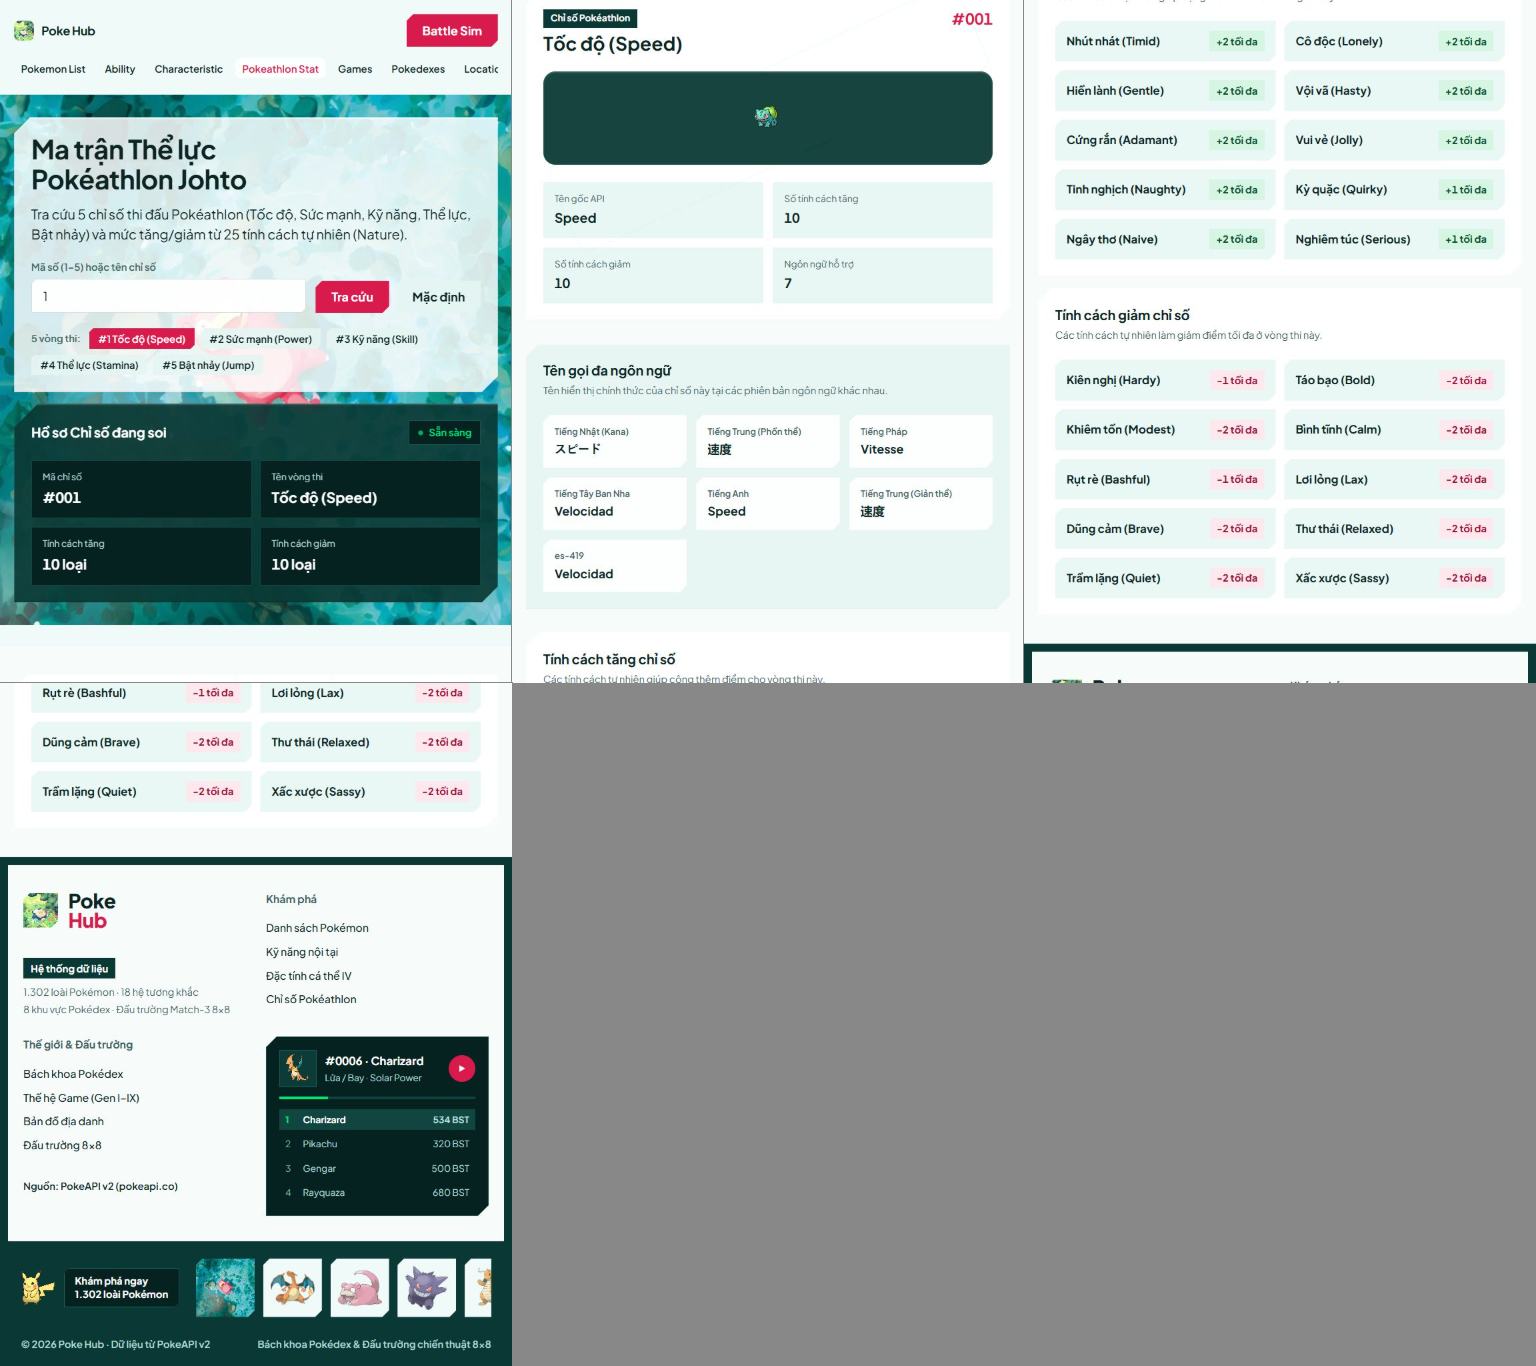 Poke Hub
Battle Sim
Pokemon List Ability Characteristic Pokeathlon Stat Games Pokedexes Locatic
Ma trận Thể lực
Pokéathlon Johto
Tra cứu 5 chỉ số thi đấu Pokéathlon (Tốc độ, Sức mạnh, Kỹ năng, Thể lực,
Bật nhảy) và mức tăng/giảm từ 25 tính cách tự nhiên (Nature).
Mã số (1–5) hoặc tên chỉ số
1 Tra cứu Mặc định
5 vòng thi: #1 Tốc độ (Speed) #2 Sức mạnh (Power) #3 Kỹ năng (Skill)
#4 Thể lực (Stamina) #5 Bật nhảy (Jump)
Hồ sơ Chỉ số đang soi
Sẵn sàng
Mã chỉ số
#001
Tên vòng thi
Tốc độ (Speed)
Tính cách tăng
10 loại
Tính cách giảm
10 loại
Chỉ số Pokéathlon
#001
Tốc độ (Speed)
Tên gốc API
Speed
Số tính cách tăng
10
Số tính cách giảm
10
Ngôn ngữ hỗ trợ
7
Tên gọi đa ngôn ngữ
Tên hiển thị chính thức của chỉ số này tại các phiên bản ngôn ngữ khác nhau.
Tiếng Nhật (Kana)
スピード
Tiếng Trung (Phồn thể)
速度
Tiếng Pháp
Vitesse
Tiếng Tây Ban Nha
Velocidad
Tiếng Anh
Speed
Tiếng Trung (Giản thể)
速度
es-419
Velocidad
Tính cách tăng chỉ số
Các tính cách tự nhiên giúp cộng thêm điểm cho vòng thi này.
Nhút nhát (Timid) +2 tối đa
Cô độc (Lonely) +2 tối đa
Hiền lành (Gentle) +2 tối đa
Vội vã (Hasty) +2 tối đa
Cứng rắn (Adamant) +2 tối đa
Vui vẻ (Jolly) +2 tối đa
Tinh nghịch (Naughty) +2 tối đa
Kỳ quặc (Quirky) +1 tối đa
Ngây thơ (Naive) +2 tối đa
Nghiêm túc (Serious) +1 tối đa
Tính cách giảm chỉ số
Các tính cách tự nhiên làm giảm điểm tối đa ở vòng thi này.
Kiên nghị (Hardy) -1 tối đa
Táo bạo (Bold) -2 tối đa
Khiêm tốn (Modest) -2 tối đa
Bình tĩnh (Calm) -2 tối đa
Rụt rè (Bashful) -1 tối đa
Lơi lỏng (Lax) -2 tối đa
Dũng cảm (Brave) -2 tối đa
Thư thái (Relaxed) -2 tối đa
Trầm lặng (Quiet) -2 tối đa
Xấc xược (Sassy) -2 tối đa
Rụt rè (Bashful) -1 tối đa
Lơi lỏng (Lax) -2 tối đa
Dũng cảm (Brave) -2 tối đa
Thư thái (Relaxed) -2 tối đa
Trầm lặng (Quiet) -2 tối đa
Xấc xược (Sassy) -2 tối đa
Poke
Hub
Hệ thống dữ liệu
1.302 loài Pokémon · 18 hệ tương khắc
8 khu vực Pokédex · Đấu trường Match-3 8×8
Khám phá
Danh sách Pokémon
Kỹ năng nội tại
Đặc tính cá thể IV
Chỉ số Pokéathlon
Thế giới & Đấu trường
Bách khoa Pokédex
Thế hệ Game (Gen I–IX)
Bản đồ địa danh
Đấu trường 8×8
Nguồn: PokeAPI v2 (pokeapi.co)
#0006 · Charizard
Lửa / Bay · Solar Power
1 Charizard 534 BST
2 Pikachu 320 BST
3 Gengar 500 BST
4 Rayquaza 680 BST
Khám phá ngay
1.302 loài Pokémon
© 2026 Poke Hub · Dữ liệu từ PokeAPI v2
Bách khoa Pokédex & Đấu trường chiến thuật 8×8